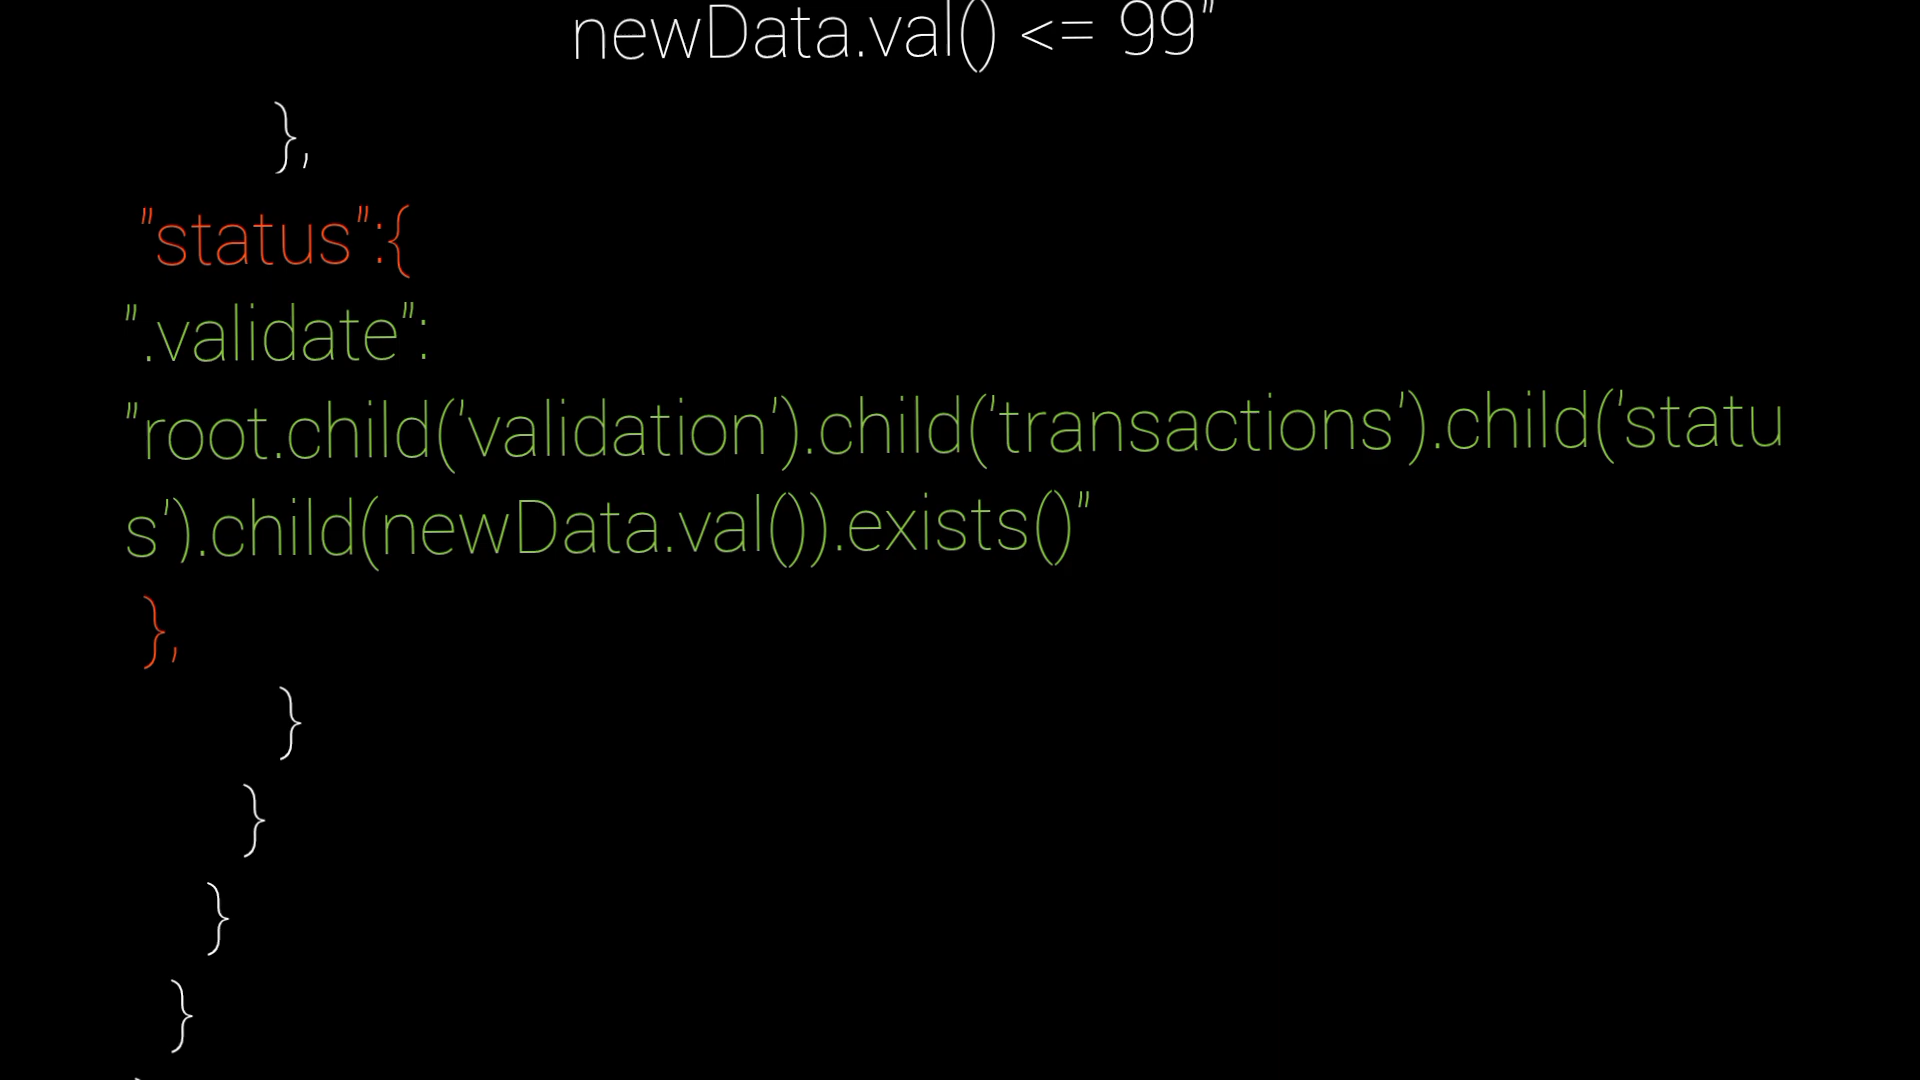 newData.val() <= 99"
},
"status":{
".validate":
"root.child('validation').child('transactions').child('statu
s').child(newData.val()).exists()"
},
}
}
}
}